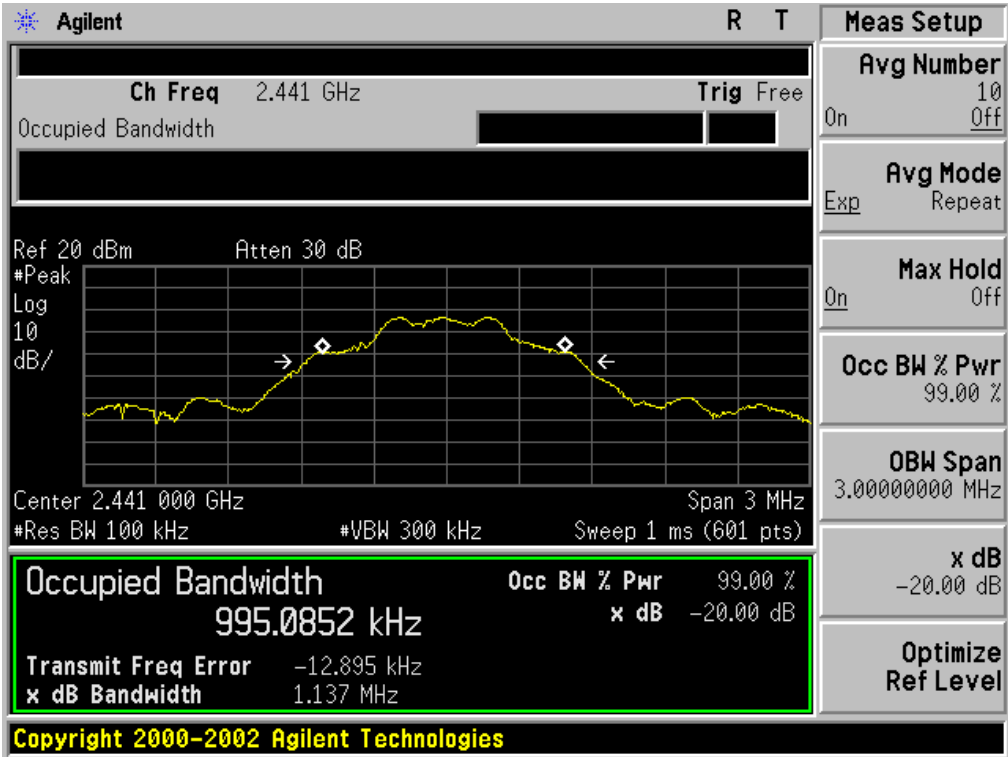 Agilent R T
Ch Freq 2.441 GHz Trig Free
Occupied Bandwidth
Ref 20 dBm Atten 30 dB
#Peak
Log
10
dB/
Center 2.441 000 GHz Span 3 MHz
#Res BW 100 kHz #VBW 300 kHz Sweep 1 ms (601 pts)
Occupied Bandwidth Occ BW % Pwr 99.00 %
995.0852 kHz x dB -20.00 dB
Transmit Freq Error -12.895 kHz
x dB Bandwidth 1.137 MHz
Copyright 2000-2002 Agilent Technologies
Meas Setup
Avg Number
10
On Off
Avg Mode
Exp Repeat
Max Hold
On Off
Occ BW % Pwr
99.00 %
OBW Span
3.00000000 MHz
x dB
-20.00 dB
Optimize
Ref Level